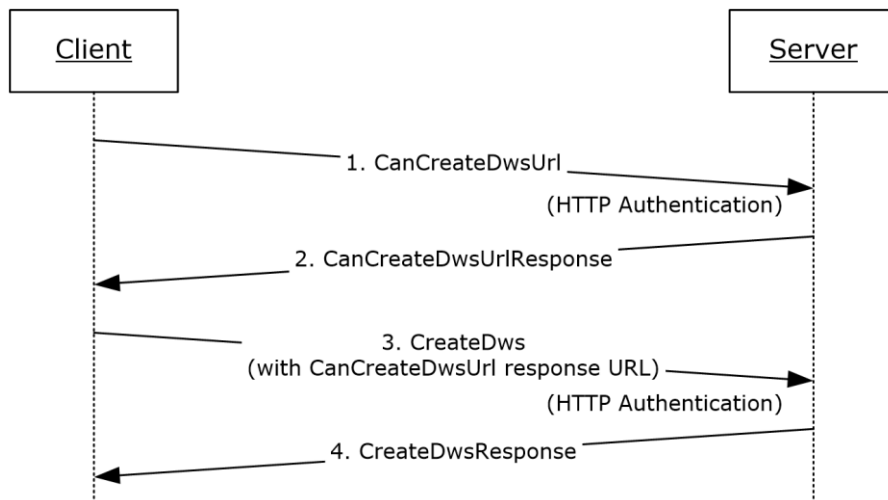 Client
Server
1. CanCreateDwsUrl
(HTTP Authentication)
2. CanCreateDwsUrlResponse
3. CreateDws
(with CanCreateDwsUrl response URL)
(HTTP Authentication)
4. CreateDwsResponse